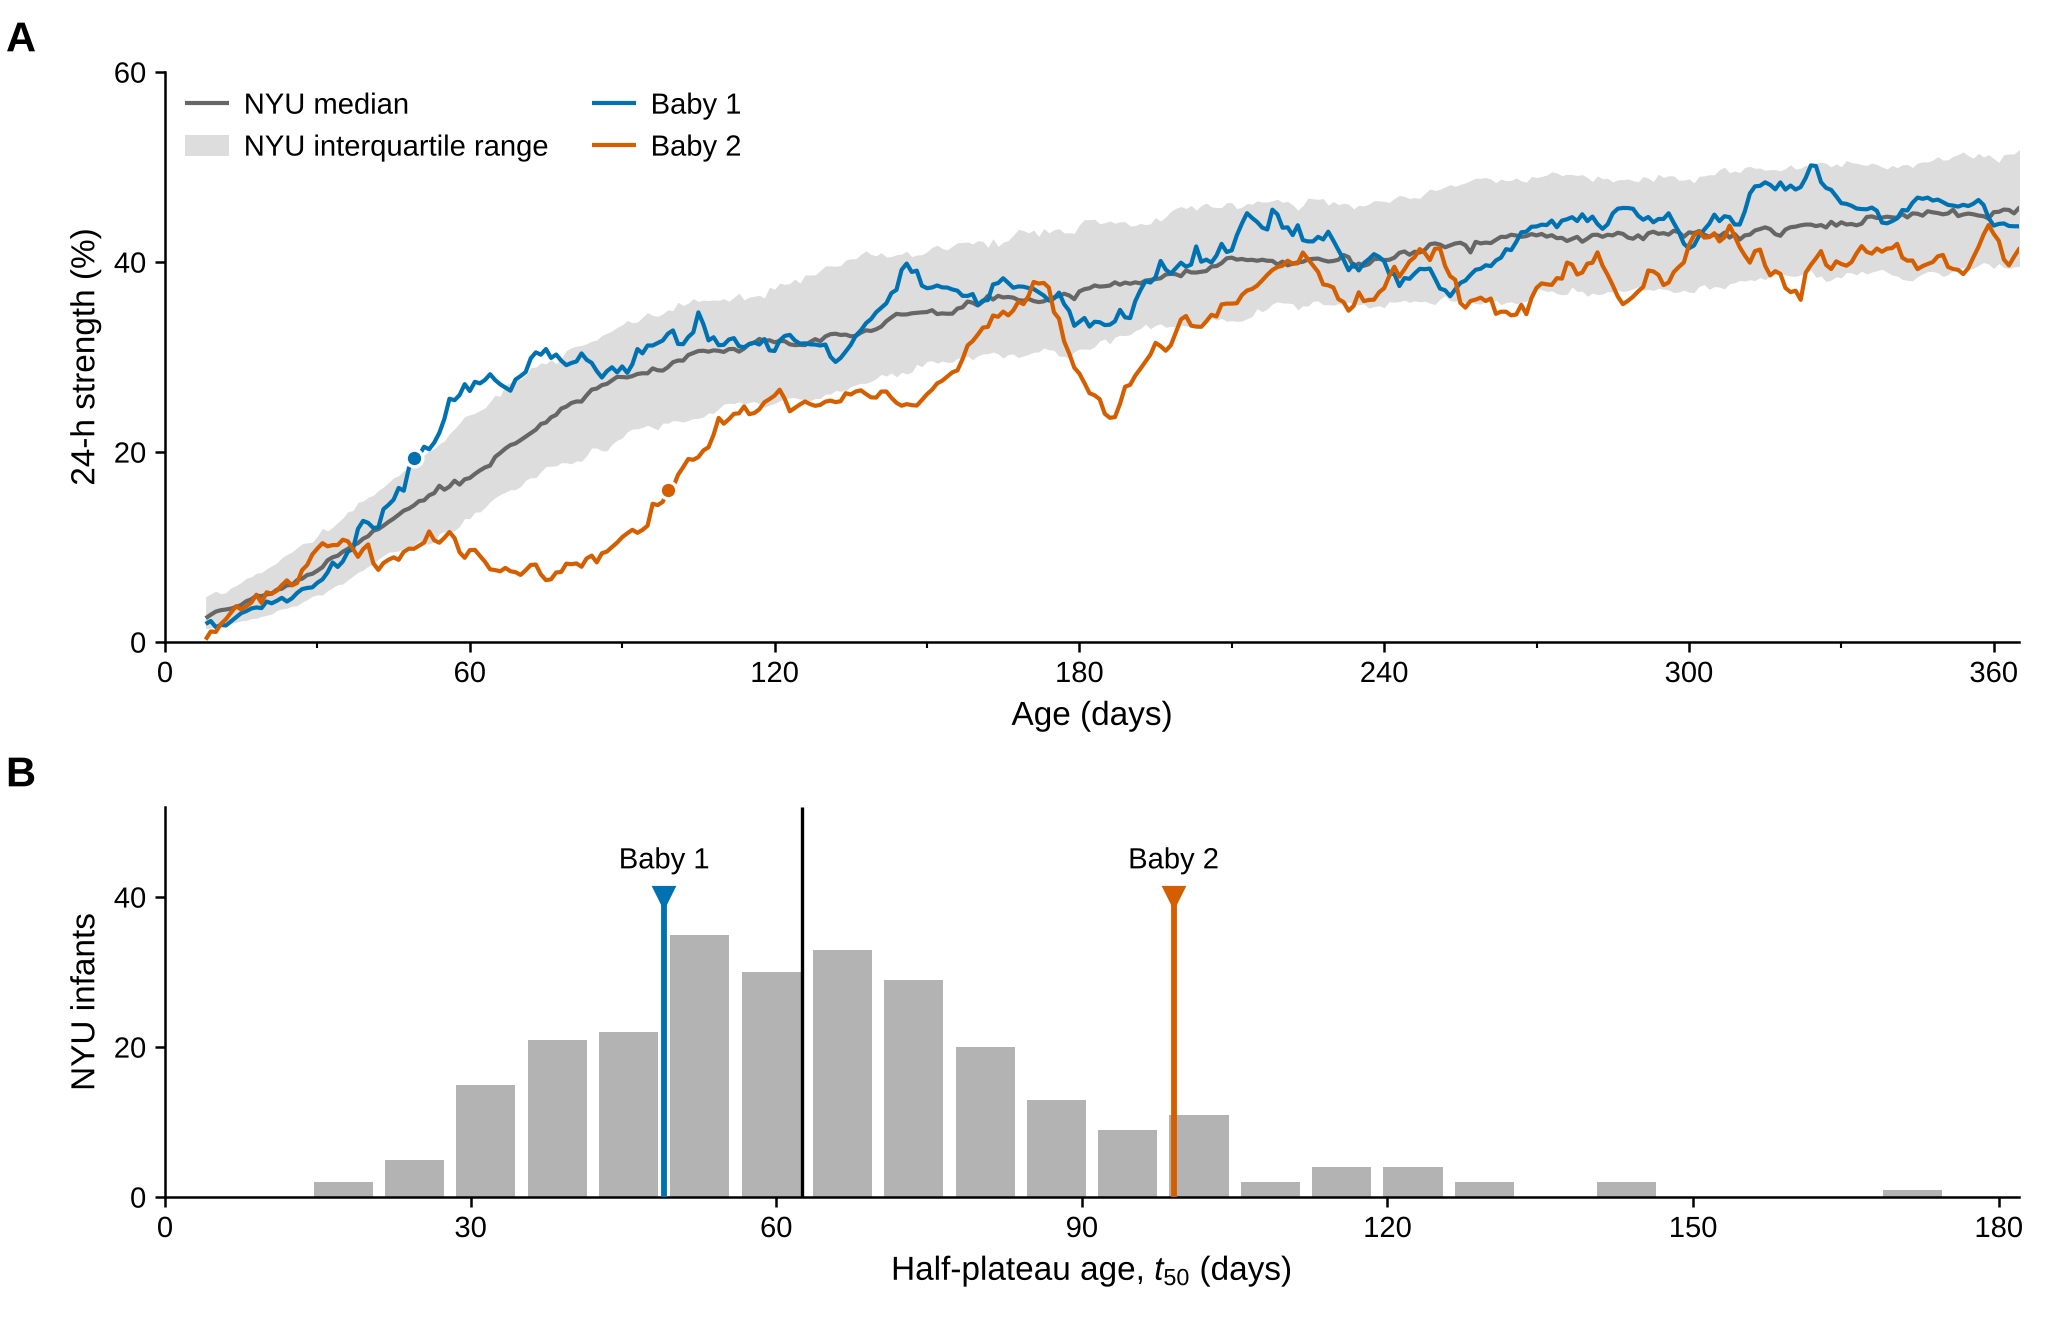 A
60
40
20
0
24-h strength (%)
NYU median
NYU interquartile range
Baby 1
Baby 2
0 60 120 180 240 300 360
Age (days)
B
40
20
0
NYU infants
Baby 1
Baby 2
0 30 60 90 120 150 180
Half-plateau age, t50 (days)